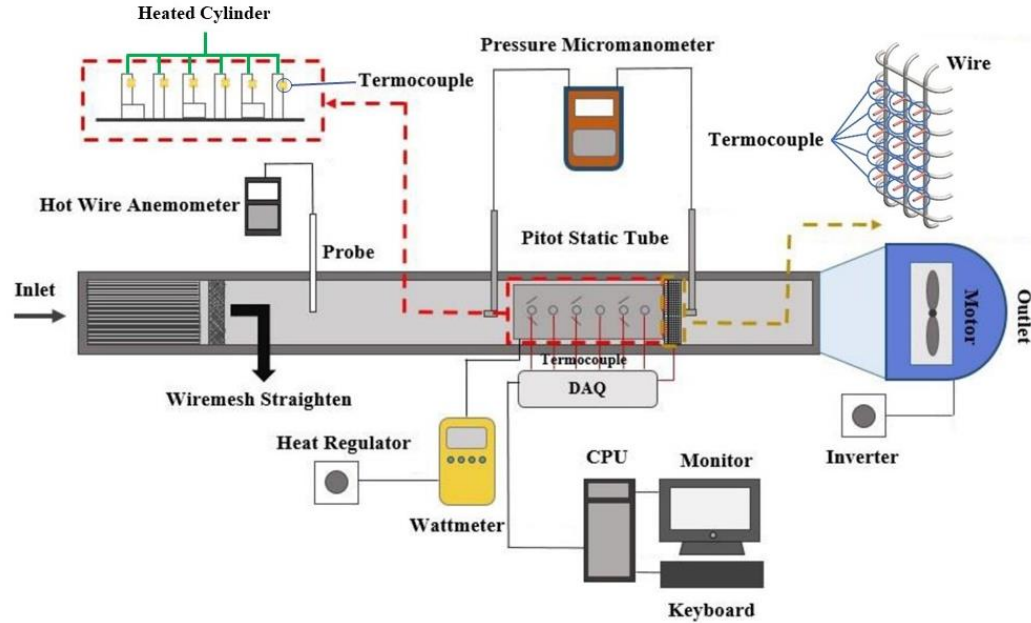 Heated Cylinder
Pressure Micromanometer
Wire
Termocouple
Termocouple
Hot Wire Anemometer
Probe
Pitot Static Tube
Inlet
Motor
Outlet
Termocouple
DAQ
Wiremesh Straighten
Heat Regulator
Wattmeter
CPU
Monitor
Inverter
Keyboard